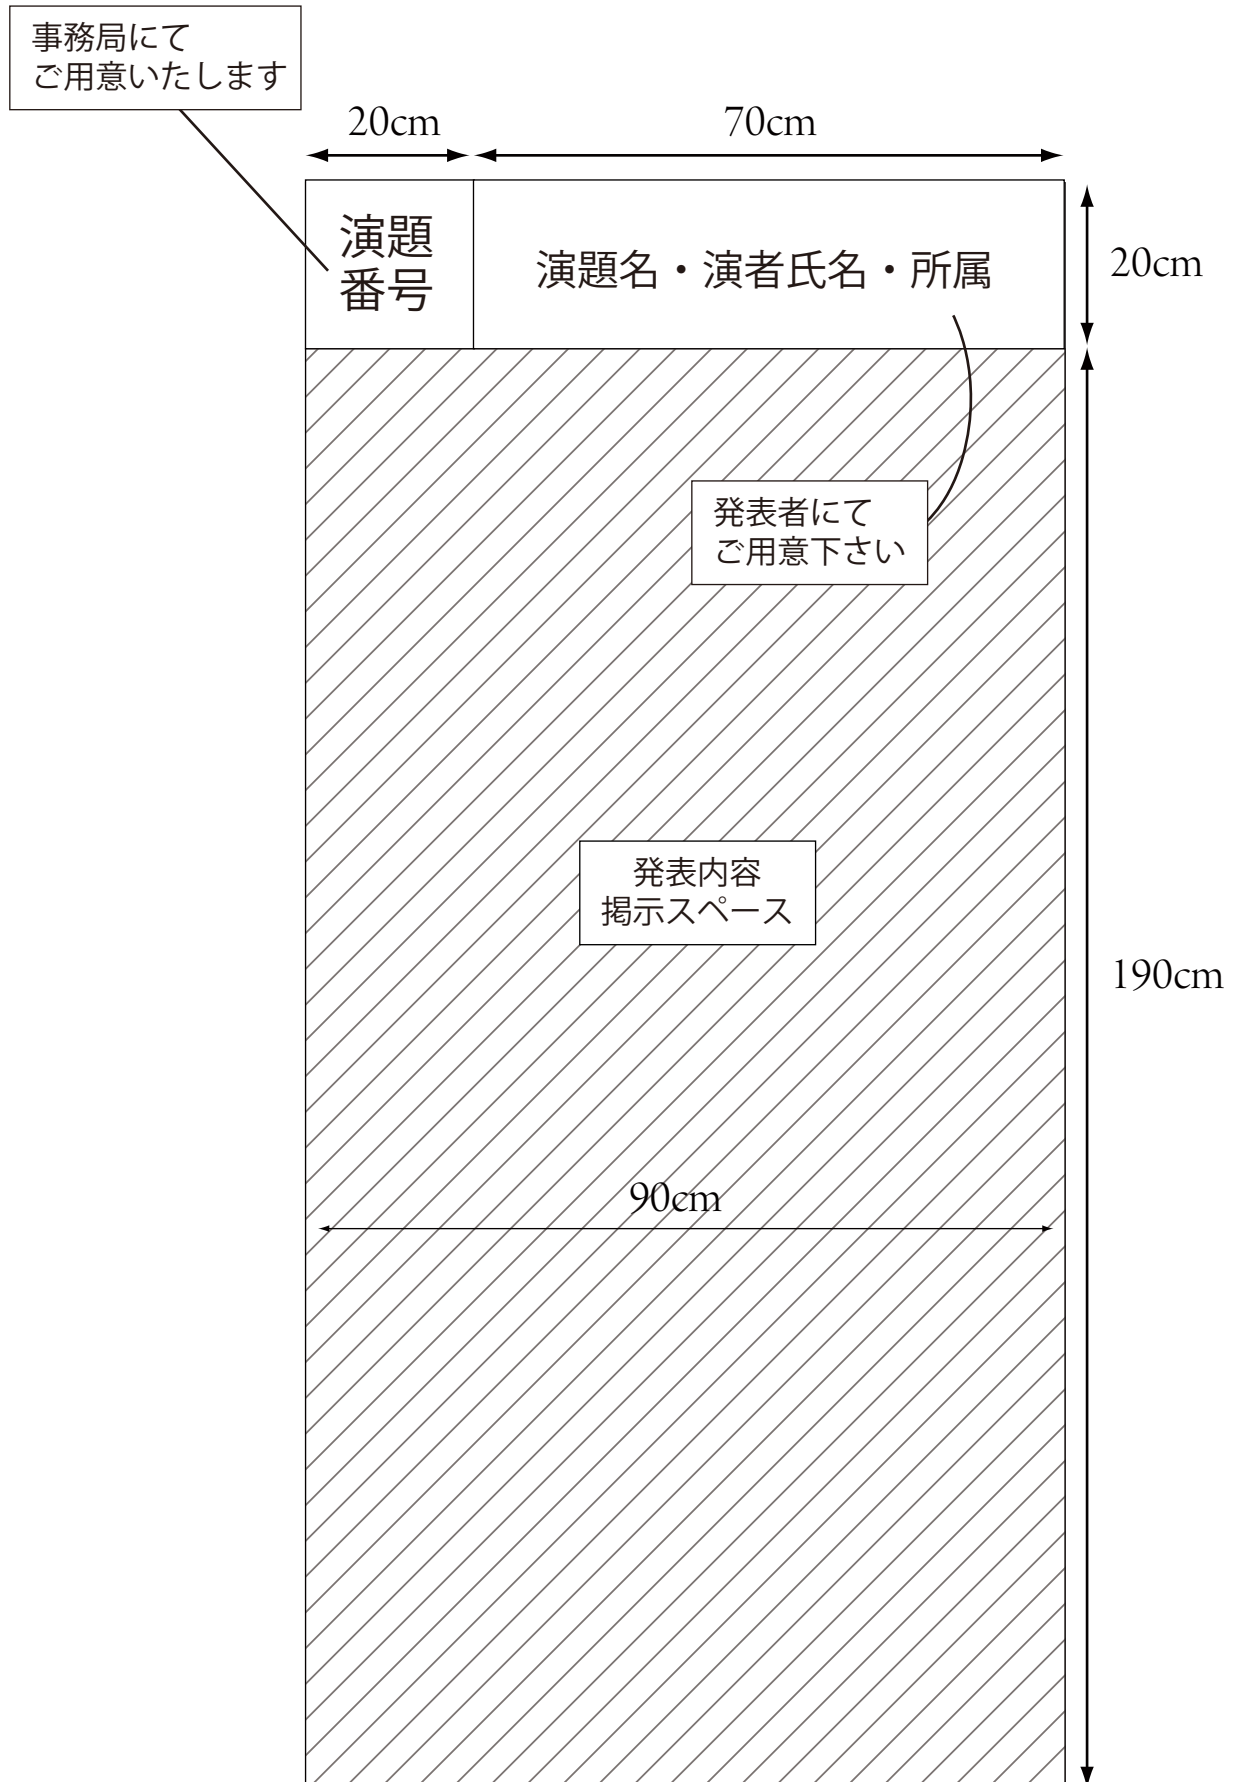 事務局にて
ご用意いたします
20cm
70cm
演題
番号
演題名・演者氏名・所属
20cm
発表者にて
ご用意下さい
発表内容
掲示スペース
190cm
90cm